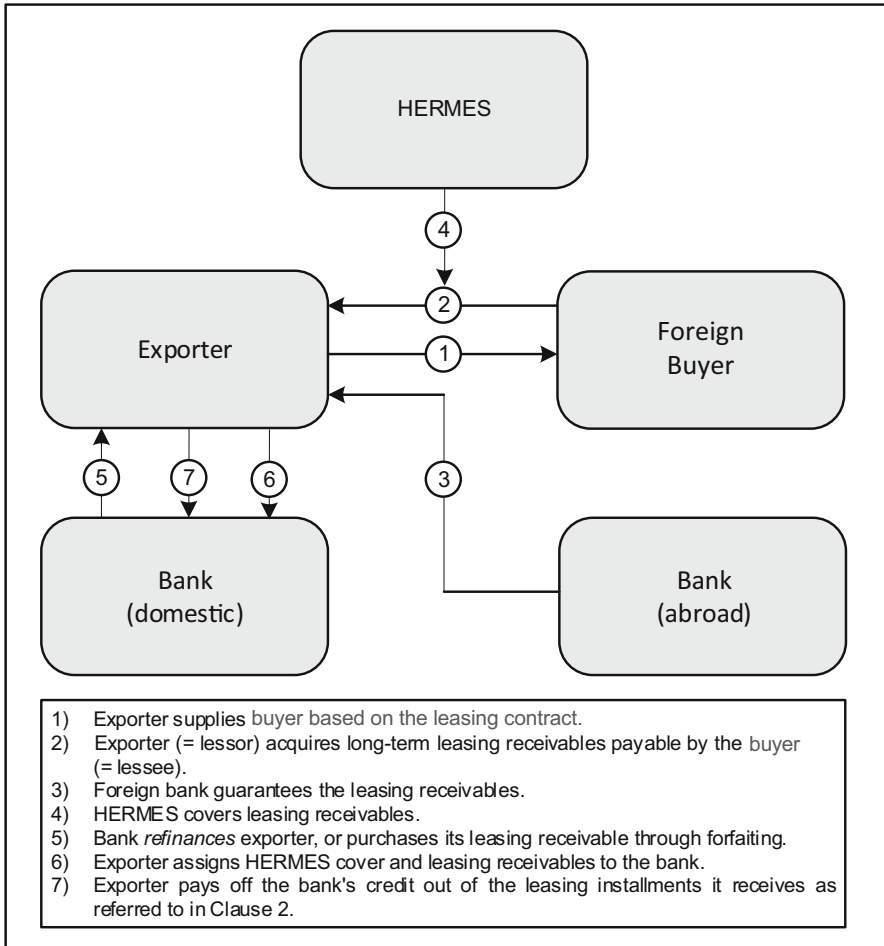 HERMES
4
2
Exporter
Foreign
Buyer
1
5
7
6
3
Bank
(domestic)
Bank
(abroad)
1) Exporter supplies buyer based on the leasing contract.
2) Exporter (= lessor) acquires long-term leasing receivables payable by the buyer
(= lessee).
3) Foreign bank guarantees the leasing receivables.
4) HERMES covers leasing receivables.
5) Bank refinances exporter, or purchases its leasing receivable through forfaiting.
6) Exporter assigns HERMES cover and leasing receivables to the bank.
7) Exporter pays off the bank's credit out of the leasing installments it receives as
referred to in Clause 2.